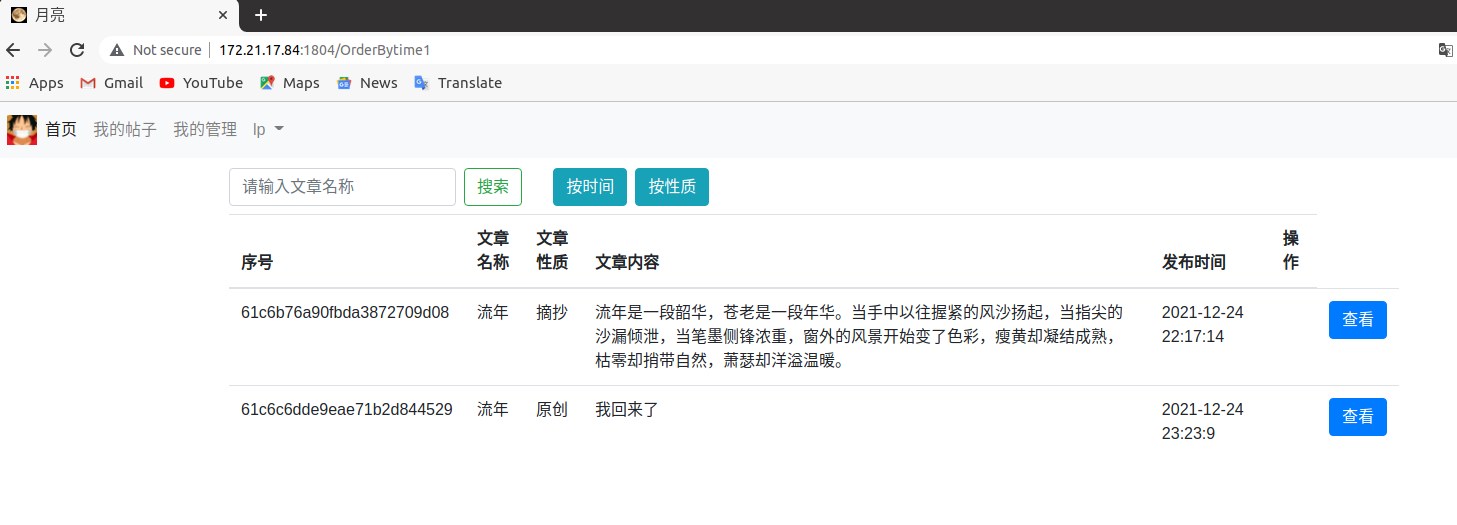 月亮
Not secure 172.21.17.84:1804/OrderBytime1
Apps Gmail YouTube Maps News Translate
首页 我的帖子 我的管理 lp
请输入文章名称 搜索 按时间 按性质
序号 文章名称 文章性质 文章内容 发布时间 操作
61c6b76a90fbda3872709d08 流年 摘抄 流年是一段韶华，苍老是一段年华。当手中以往握紧的风沙扬起，当指尖的 2021-12-24 查看
沙漏倾泄，当笔墨侧锋浓重，窗外的风景开始变了色彩，瘦黄却凝结成熟， 22:17:14
枯零却捎带自然，萧瑟却洋溢温暖。
61c6c6dde9eae71b2d844529 流年 原创 我回来了 2021-12-24 查看
23:23:9